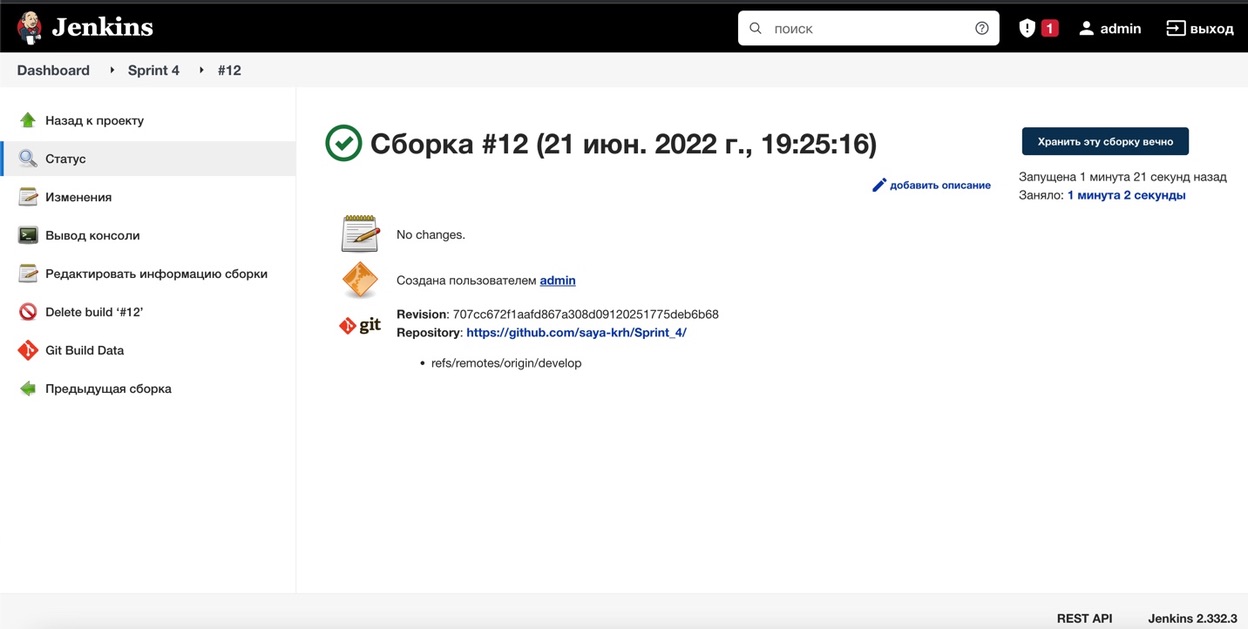 Jenkins
поиск
1
admin
выход
Dashboard
Sprint 4
#12
Назад к проекту
Статус
Изменения
Вывод консоли
Редактировать информацию сборки
Delete build ‘#12’
Git Build Data
Предыдущая сборка
Сборка #12 (21 июн. 2022 г., 19:25:16)
Хранить эту сборку вечно
Запущена 1 минута 21 секунд назад
Заняло: 1 минута 2 секунды
добавить описание
No changes.
Создана пользователем admin
git
Revision: 707cc672f1aafd867a308d09120251775deb6b68
Repository: https://github.com/saya-krh/Sprint_4/
• refs/remotes/origin/develop
REST API
Jenkins 2.332.3